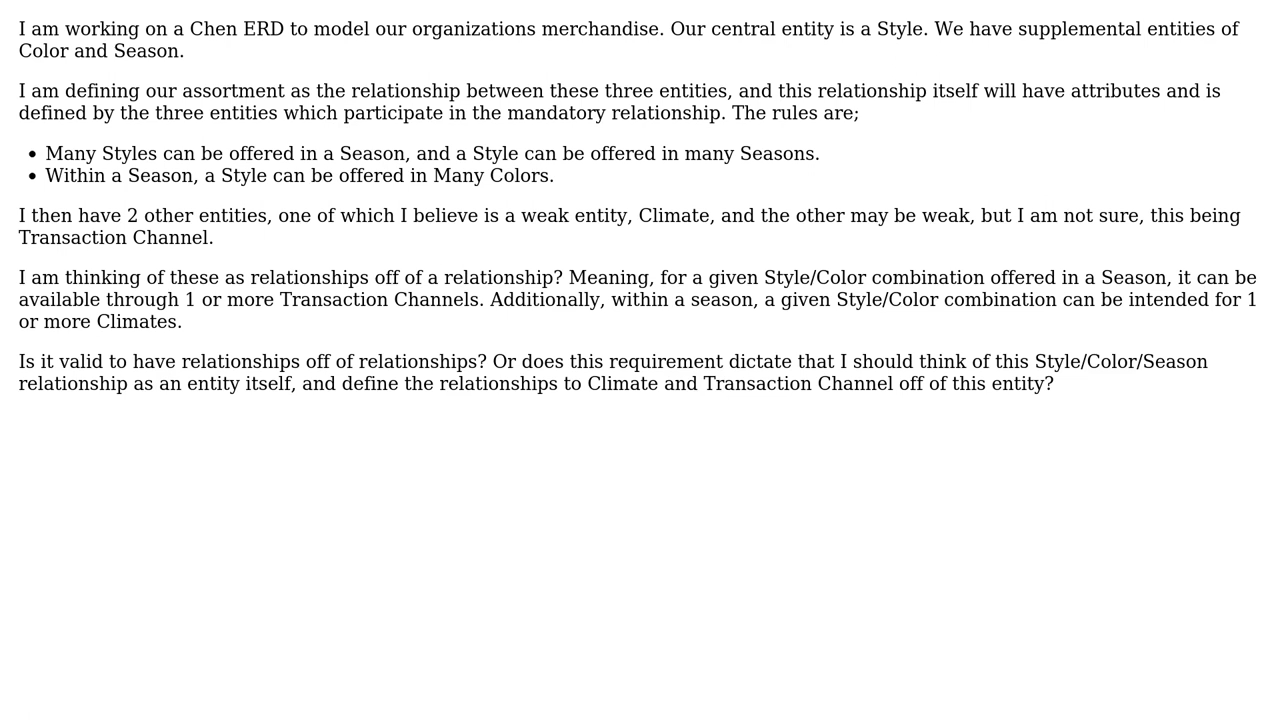 I am working on a Chen ERD to model our organizations merchandise. Our central entity is a Style. We have supplemental entities of
Color and Season.
I am defining our assortment as the relationship between these three entities, and this relationship itself will have attributes and is
defined by the three entities which participate in the mandatory relationship. The rules are;
• Many Styles can be offered in a Season, and a Style can be offered in many Seasons.
• Within a Season, a Style can be offered in Many Colors.
I then have 2 other entities, one of which I believe is a weak entity, Climate, and the other may be weak, but I am not sure, this being
Transaction Channel.
I am thinking of these as relationships off of a relationship? Meaning, for a given Style/Color combination offered in a Season, it can be
available through 1 or more Transaction Channels. Additionally, within a season, a given Style/Color combination can be intended for 1
or more Climates.
Is it valid to have relationships off of relationships? Or does this requirement dictate that I should think of this Style/Color/Season
relationship as an entity itself, and define the relationships to Climate and Transaction Channel off of this entity?